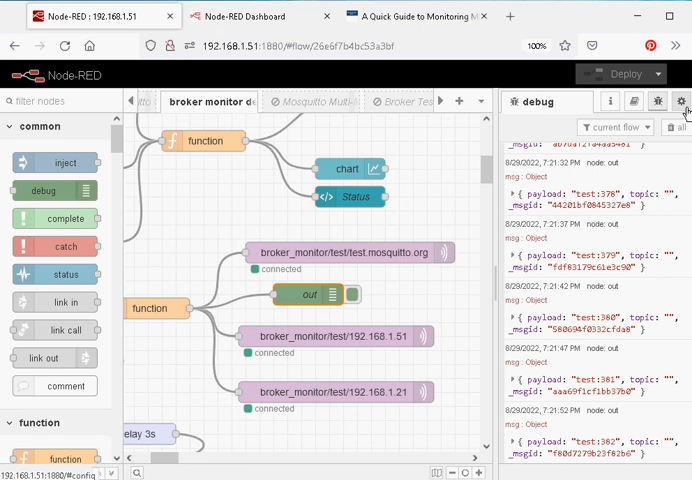 Node-RED : 192.168.1.51
Node-RED Dashboard
A Quick Guide to Monitoring M
192.168.1.51:1880/#flow/26e6f7b4bc53a3bf
100%
Node-RED
Deploy
filter nodes
broker monitor de
Mosquitto Multi-
Broker Tes
debug
common
current flow
all
function
inject
debug
complete
catch
status
link in
link call
link out
comment
function
function
chart
Status
broker_monitor/test/test.mosquitto.org
connected
out
function
broker_monitor/test/192.168.1.51
connected
broker_monitor/test/192.168.1.21
connected
elay 3s
8/29/2022, 7:21:32 PM node: out
msg : Object
{ payload: "test:378", topic: "",
_msgid: "44201bf0845327e8" }
8/29/2022, 7:21:37 PM node: out
msg : Object
{ payload: "test:379", topic: "",
_msgid: "fdf83179c61e3c90" }
8/29/2022, 7:21:42 PM node: out
msg : Object
{ payload: "test:380", topic: "",
_msgid: "580694f0332cfda8" }
8/29/2022, 7:21:47 PM node: out
msg : Object
{ payload: "test:381", topic: "",
_msgid: "aaa69f1cf1bb37b0" }
8/29/2022, 7:21:52 PM node: out
msg : Object
{ payload: "test:382", topic: "",
_msgid: "f80d7279b23f82b6" }
192.168.1.51:1880/#config